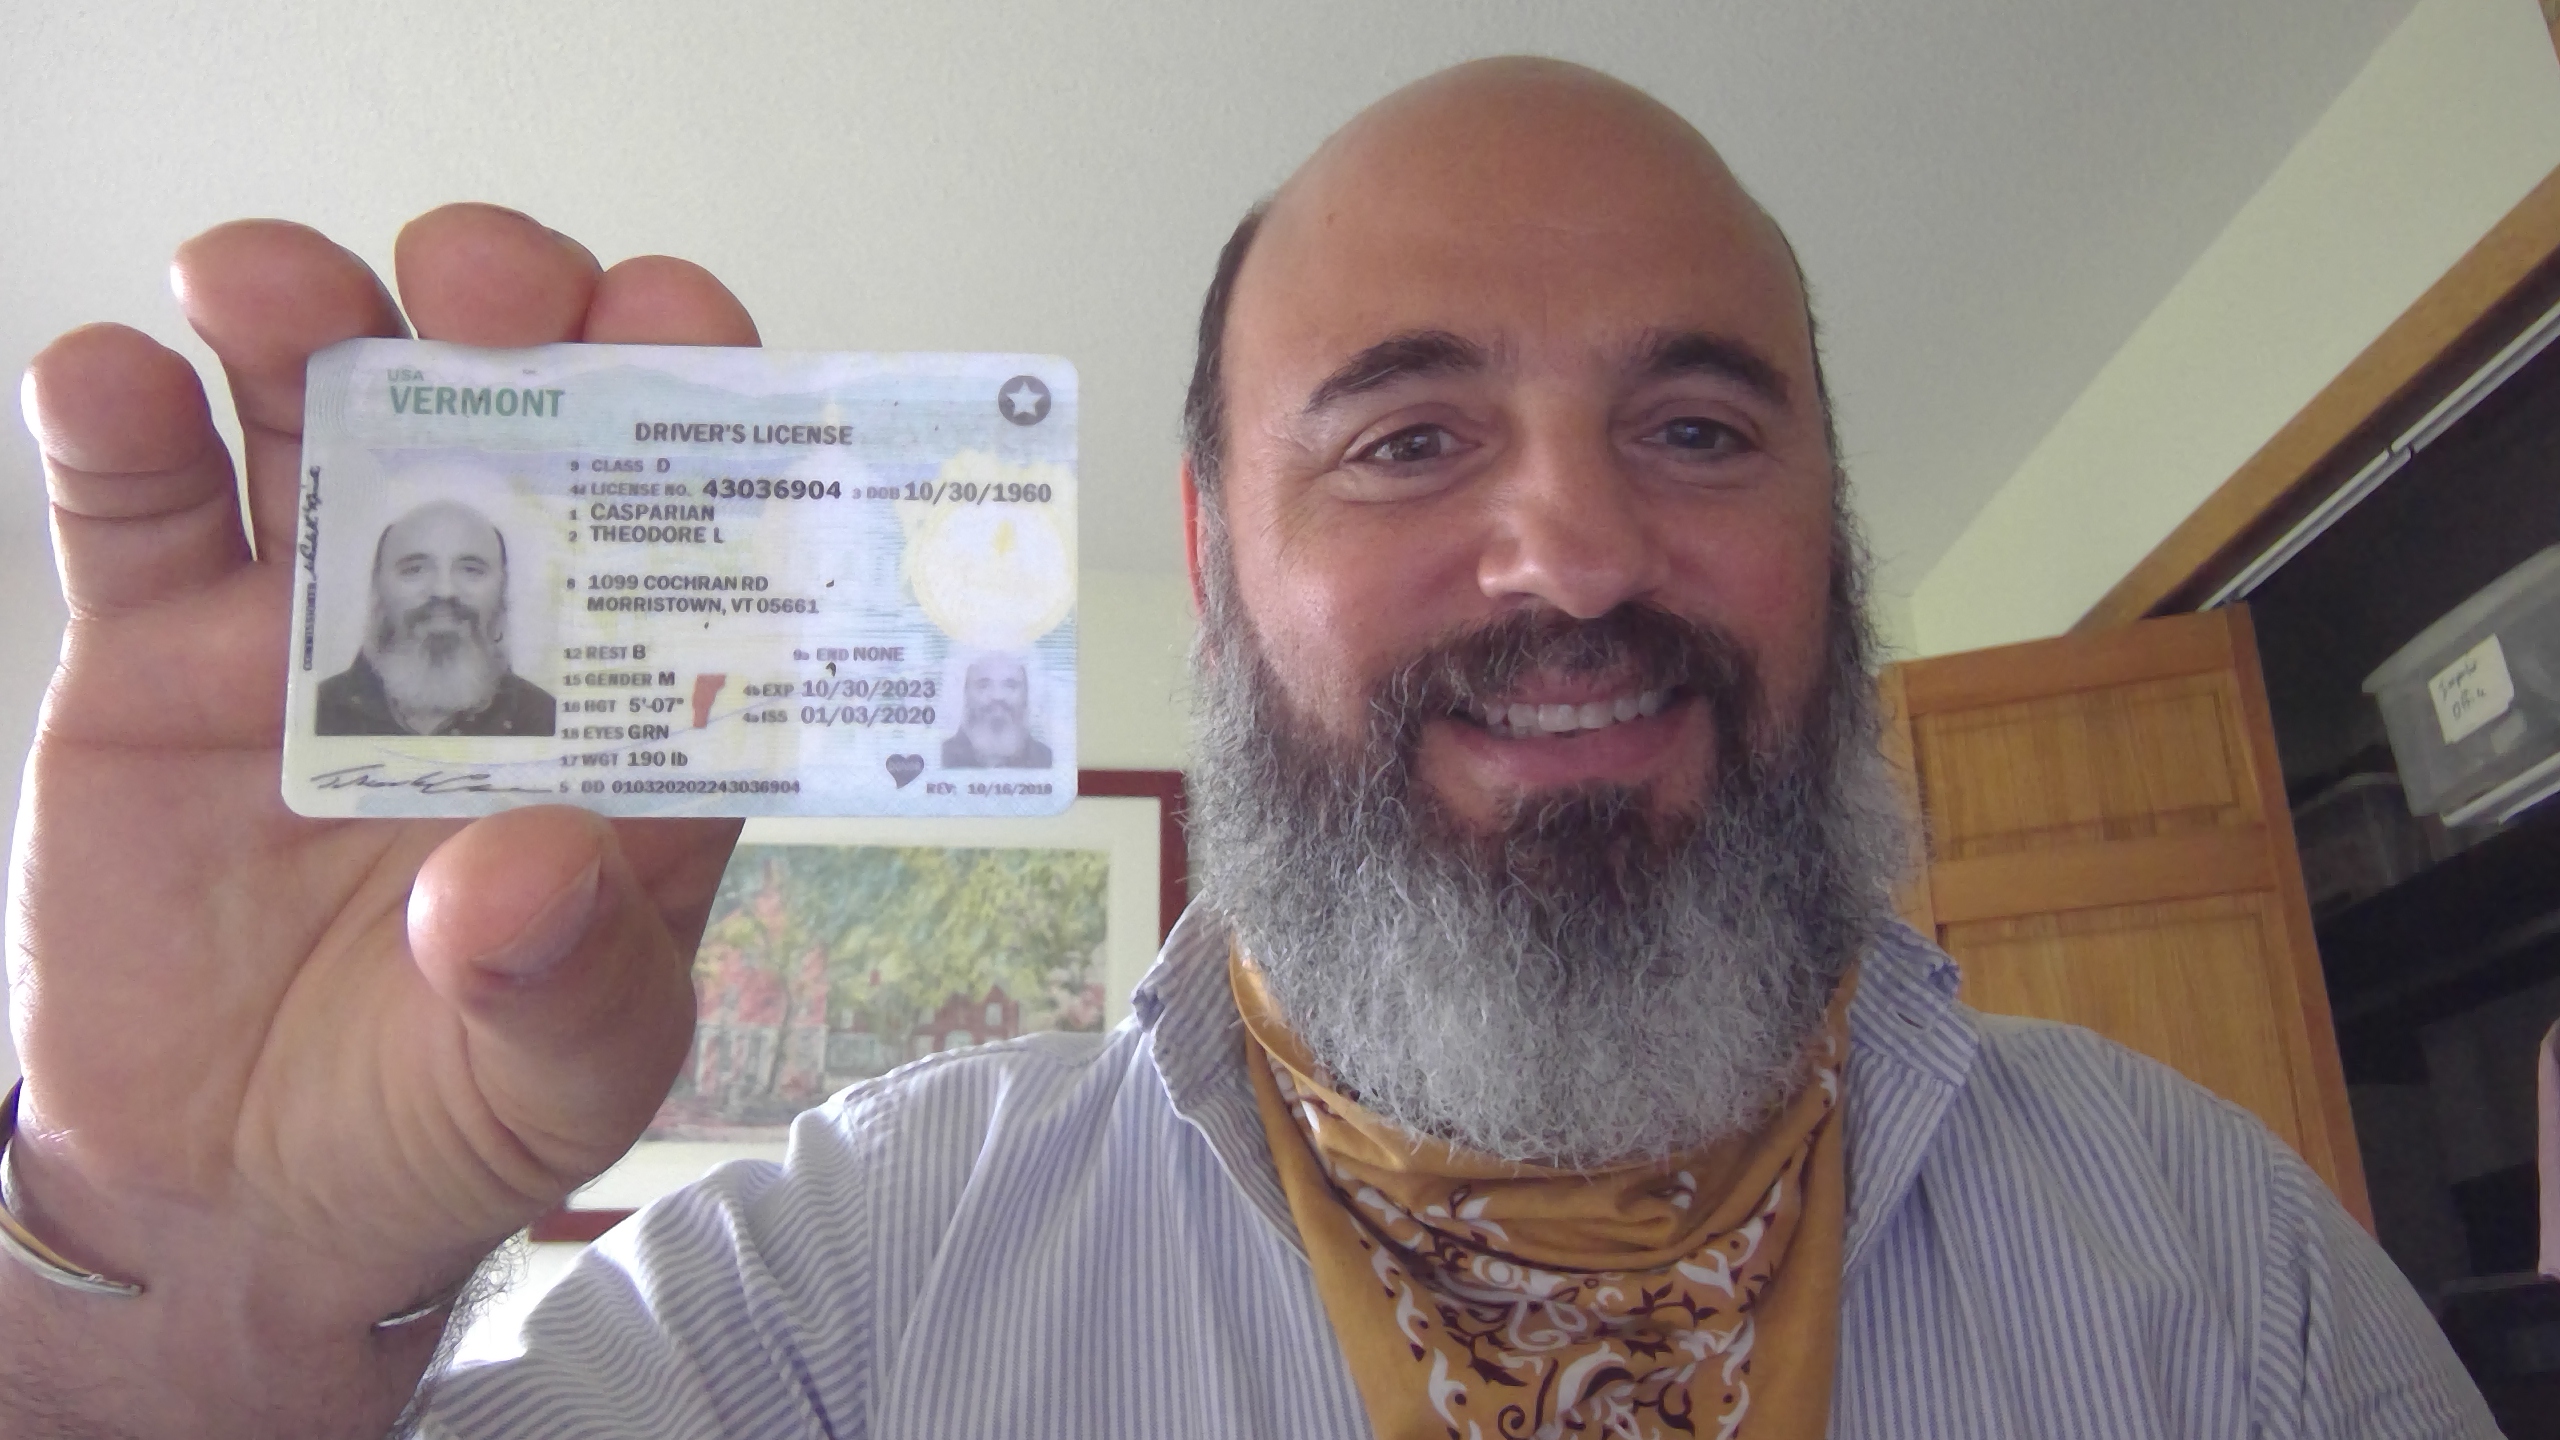 USA
VERMONT
DRIVER'S LICENSE
9 CLASS D
4d LICENSE NO. 43036904 3 DOB 10/30/1960
1 CASPARIAN
2 THEODORE L
8 1099 COCHRAN RD
MORRISTOWN, VT 05661
12 REST B 9a END NONE
15 GENDER M
4b EXP 10/30/2023
16 HGT 5'-07"
4a ISS 01/03/2020
18 EYES GRN
17 WGT 190 lb
5 DD 010320202243036904
REV: 10/16/2019
COMMISSIONER